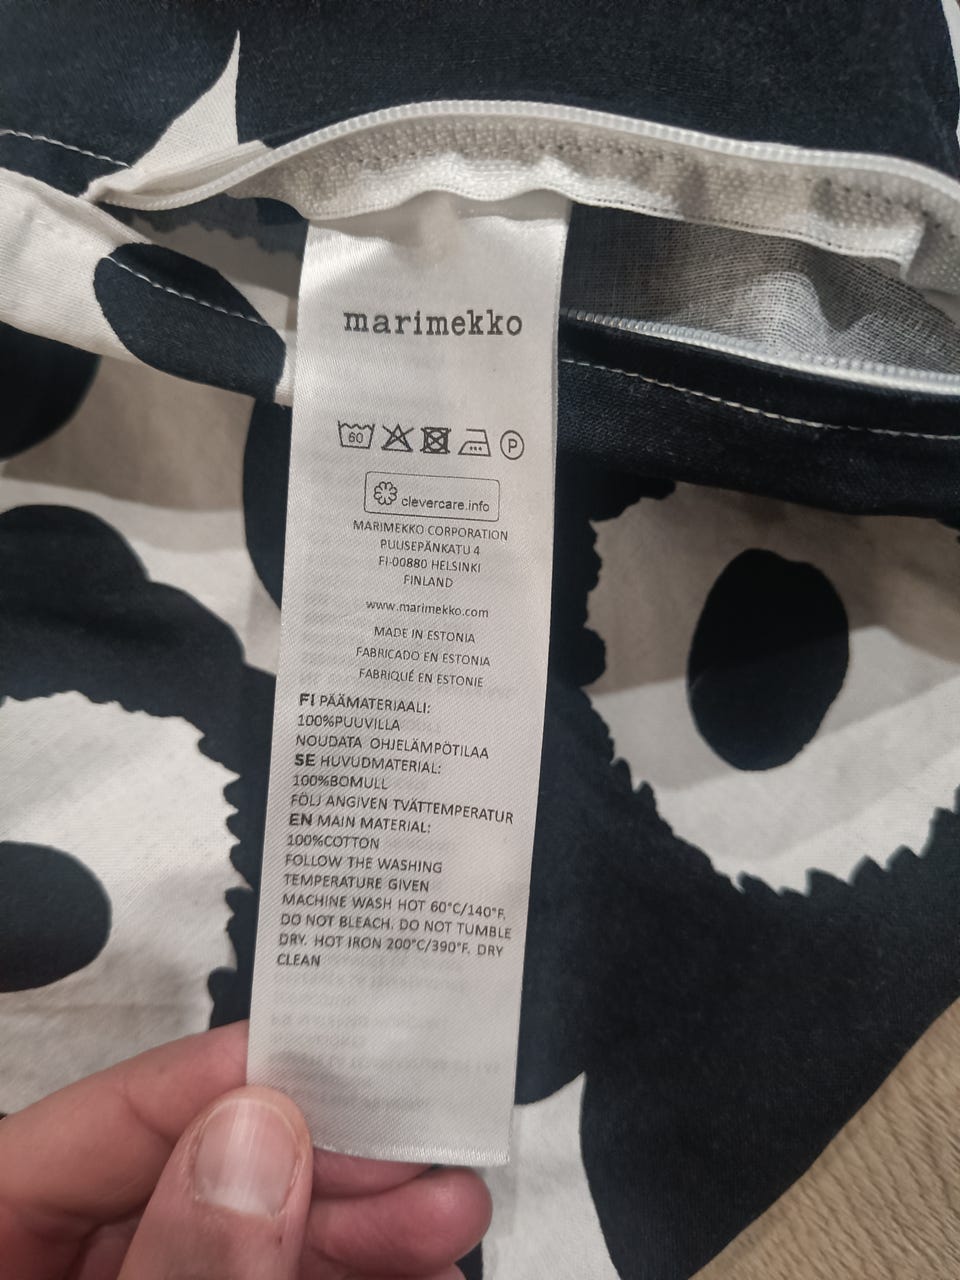 marimekko
60 P
clevercare.info
MARIMEKKO CORPORATION
PUUSEPÄNKATU 4
FI-00880 HELSINKI
FINLAND
www.marimekko.com
MADE IN ESTONIA
FABRICADO EN ESTONIA
FABRIQUÉ EN ESTONIE
FI PÄÄMATERIAALI:
100%PUUVILLA
NOUDATA OHJELÄMPÖTILAA
SE HUVUDMATERIAL:
100%BOMULL
FÖLJ ANGIVEN TVÄTTEMPERATUR
EN MAIN MATERIAL:
100%COTTON
FOLLOW THE WASHING
TEMPERATURE GIVEN
MACHINE WASH HOT 60°C/140°F,
DO NOT BLEACH. DO NOT TUMBLE
DRY. HOT IRON 200°C/390°F. DRY
CLEAN